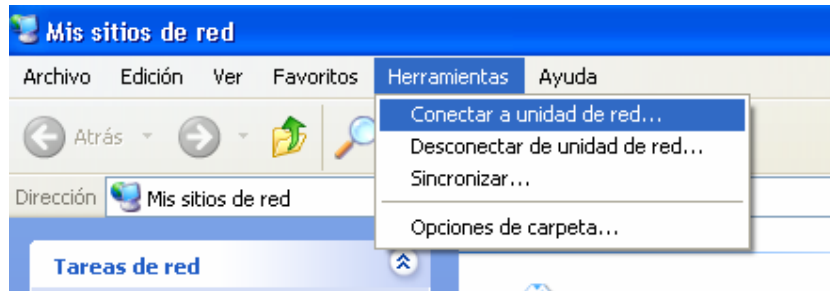 Mis sitios de red
Archivo Edición Ver Favoritos Herramientas Ayuda
Conectar a unidad de red...
Desconectar de unidad de red...
Sincronizar...
Opciones de carpeta...
Atrás
Dirección Mis sitios de red
Tareas de red